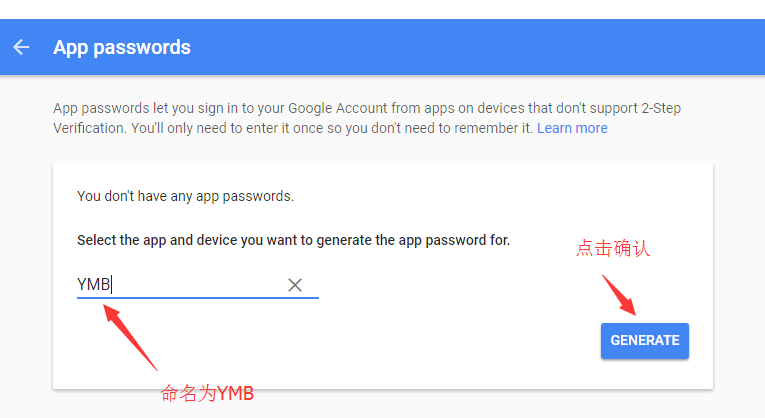 App passwords
App passwords let you sign in to your Google Account from apps on devices that don't support 2-Step
Verification. You'll only need to enter it once so you don't need to remember it. Learn more
You don't have any app passwords.
Select the app and device you want to generate the app password for.
点击确认
YMB
GENERATE
命名为YMB